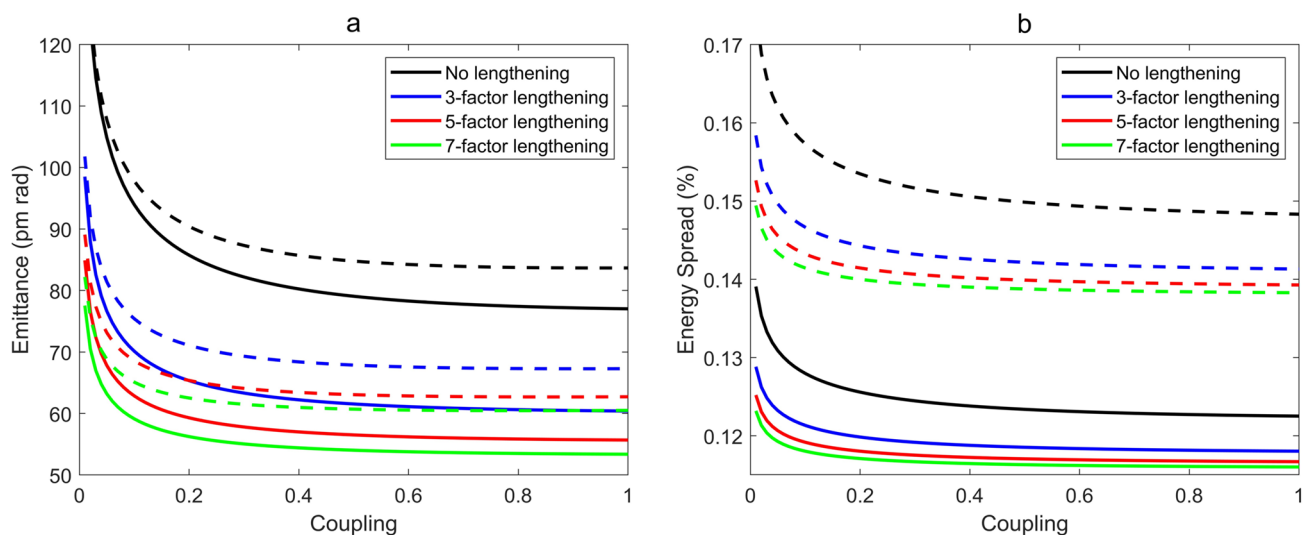 a
120
110
100
90
80
70
60
50
Emittance (pm rad)
0
0.2
0.4
0.6
0.8
1
Coupling
No lengthening
3-factor lengthening
5-factor lengthening
7-factor lengthening
b
0.17
0.16
0.15
0.14
0.13
0.12
Energy Spread (%)
0
0.2
0.4
0.6
0.8
1
Coupling
No lengthening
3-factor lengthening
5-factor lengthening
7-factor lengthening